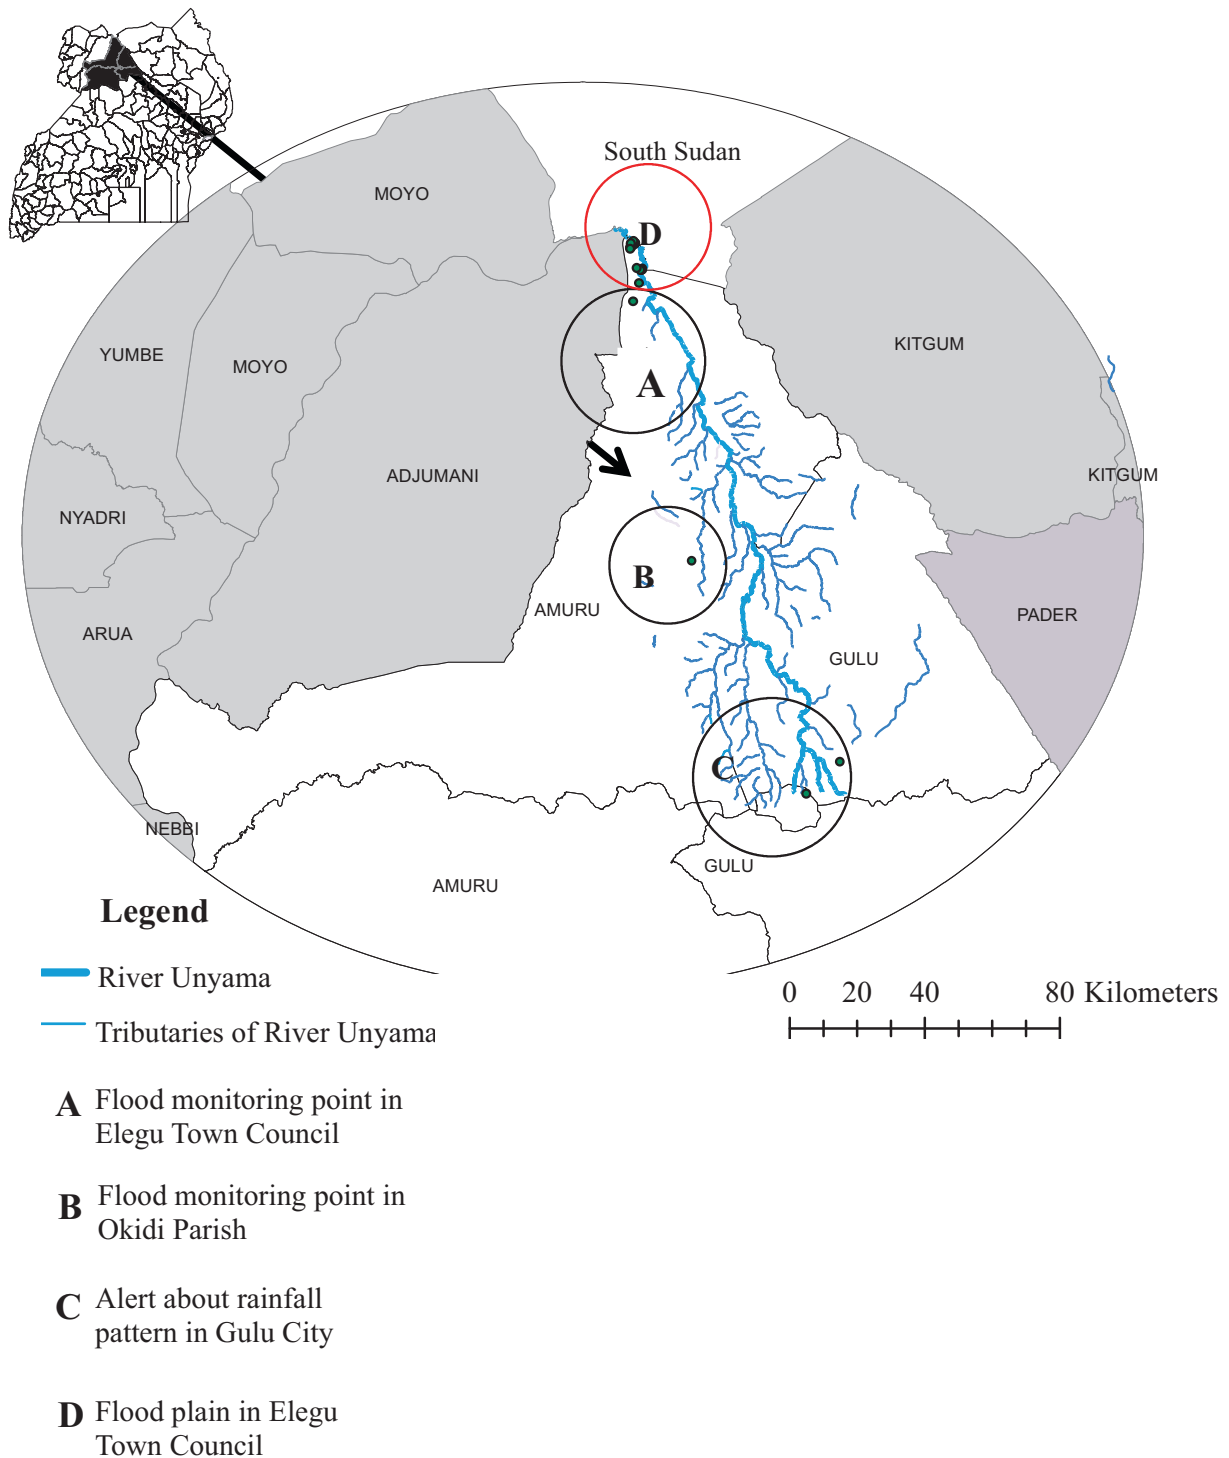 South Sudan
MOYO
D
KITGUM
YUMBE
MOYO
A
ADJUMANI
KITGUM
NYADRI
B
AMURU
PADER
ARUA
GULU
C
NEBBI
GULU
AMURU
Legend
River Unyama
Tributaries of River Unyama
A Flood monitoring point in
Elegu Town Council
B Flood monitoring point in
Okidi Parish
C Alert about rainfall
pattern in Gulu City
D Flood plain in Elegu
Town Council
0 20 40 80 Kilometers